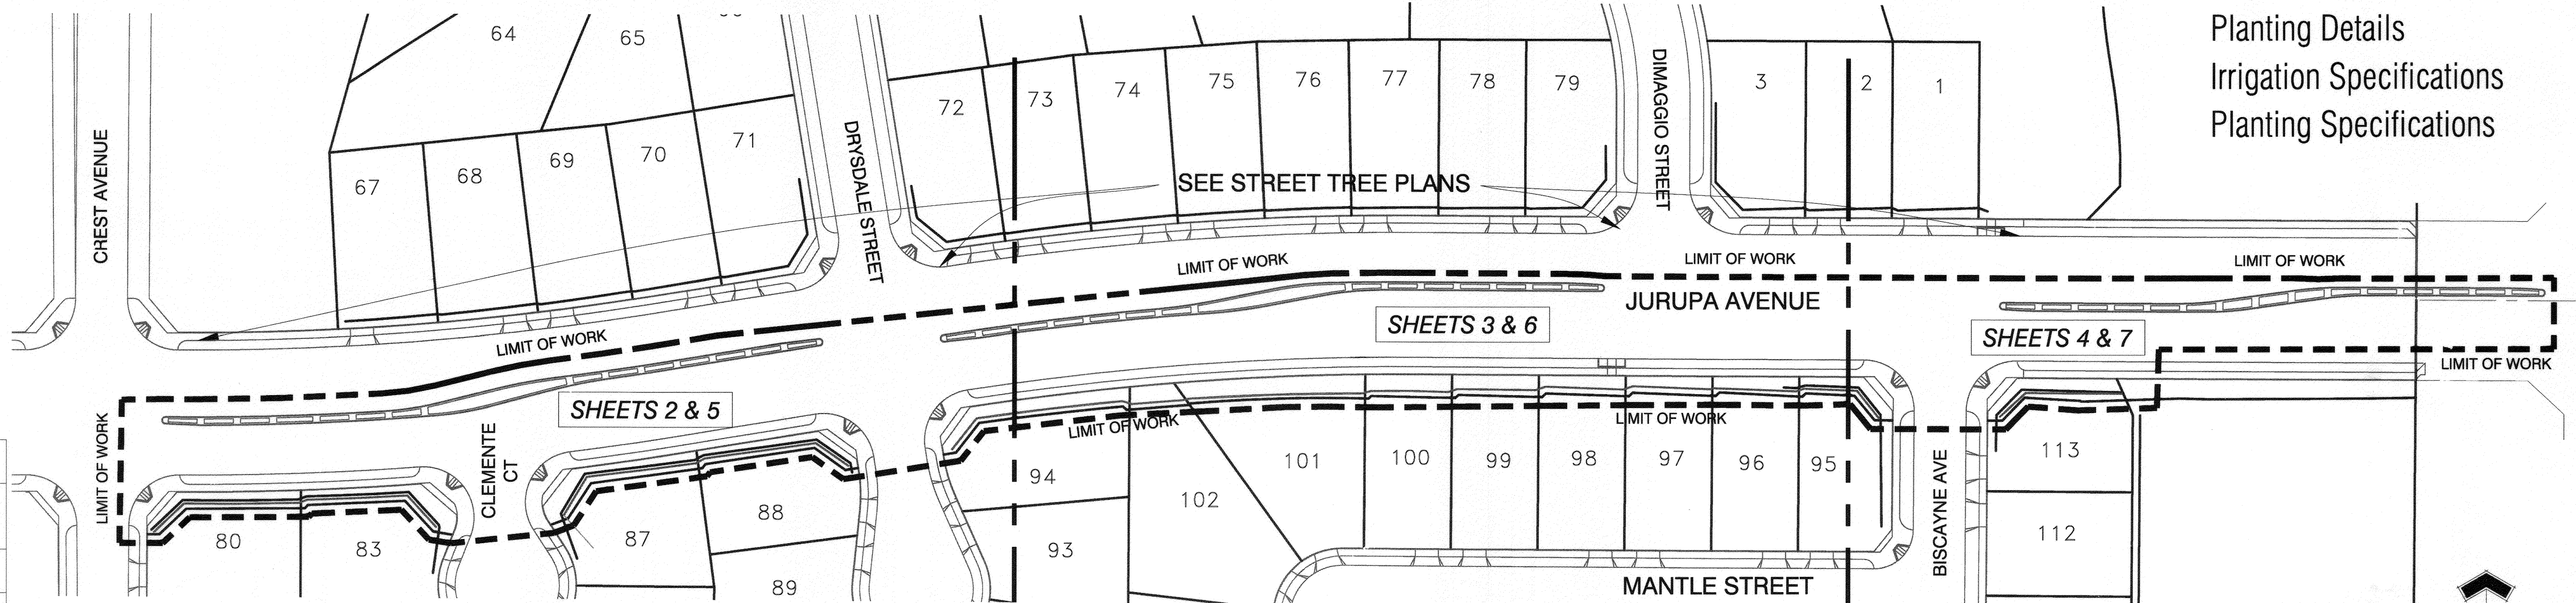 Planting Details
Irrigation Specifications
Planting Specifications
64
65
67
68
69
70
71
72
73
74
75
76
77
78
79
3
2
1
CREST AVENUE
DRYSDALE STREET
DIMAGGIO STREET
SEE STREET TREE PLANS
LIMIT OF WORK
LIMIT OF WORK
LIMIT OF WORK
LIMIT OF WORK
JURUPA AVENUE
SHEETS 2 & 5
SHEETS 3 & 6
SHEETS 4 & 7
LIMIT OF WORK
LIMIT OF WORK
LIMIT OF WORK
LIMIT OF WORK
CLEMENTE
CT
80
83
87
88
89
94
93
102
101
100
99
98
97
96
95
BISCAYNE AVE
113
112
MANTLE STREET